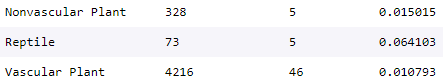 Nonvascular Plant 328 5 0.015015
Reptile 73 5 0.064103
Vascular Plant 4216 46 0.010793